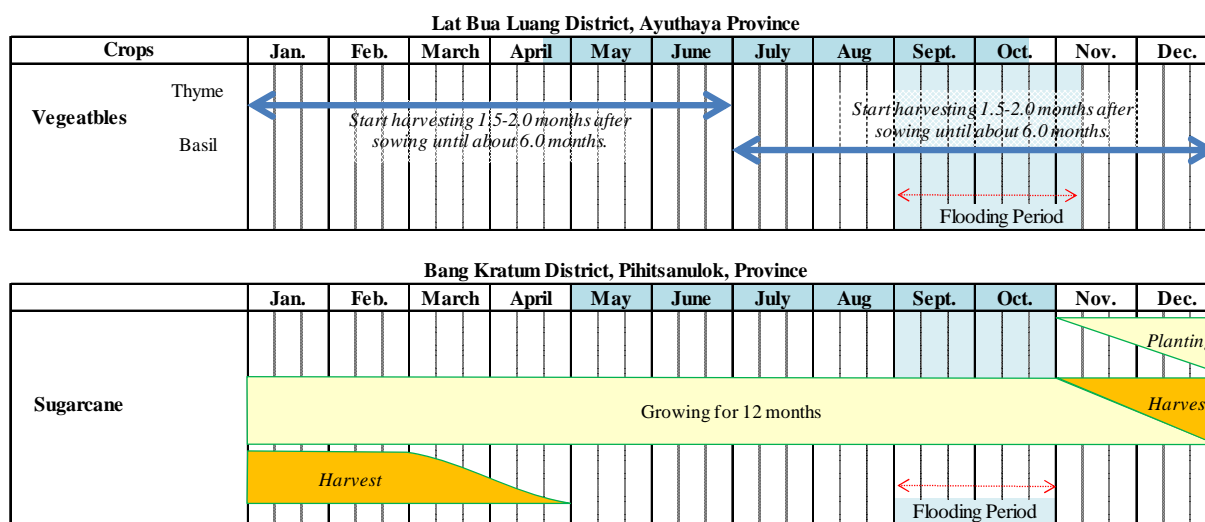 Lat Bua Luang District, Ayuthaya Province
Crops Jan. Feb. March April May June July Aug Sept. Oct. Nov. Dec.
Thyme
Vegeatbles
Basil
Start harvesting 1.5-2.0 months after
sowing until about 6.0 months.
Start harvesting 1.5-2.0 months after
sowing until about 6.0 months.
Flooding Period
Bang Kratum District, Pihitsanulok, Province
Jan. Feb. March April May June July Aug Sept. Oct. Nov. Dec.
Planting
Sugarcane
Growing for 12 months
Harves
Harvest
Flooding Period